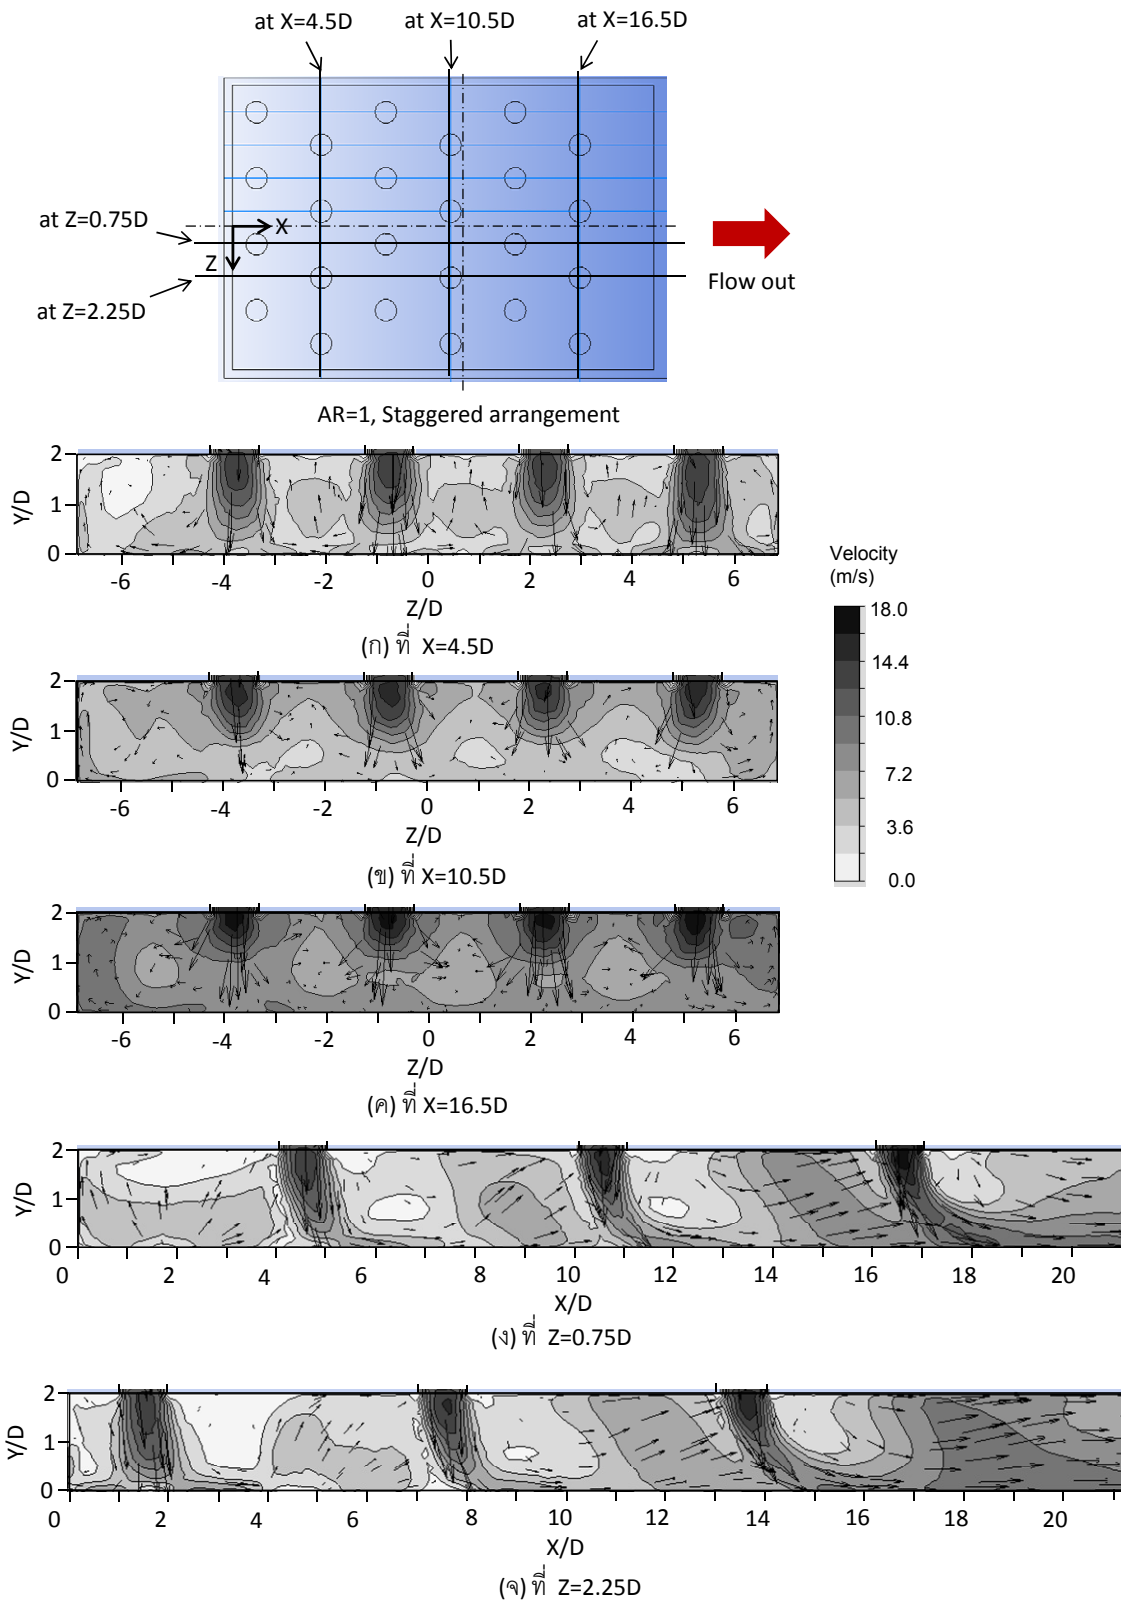 at X=4.5D
at X=10.5D
at X=16.5D
at Z=0.75D
X
Z
at Z=2.25D
Flow out
AR=1, Staggered arrangement
Y/D
2
1
0
-6 -4 -2 0 2 4 6
Z/D
(ก) ที่ X=4.5D
Velocity
(m/s)
18.0
14.4
10.8
7.2
3.6
0.0
Y/D
2
1
0
-6 -4 -2 0 2 4 6
Z/D
(ข) ที่ X=10.5D
Y/D
2
1
0
-6 -4 -2 0 2 4 6
Z/D
(ค) ที่ X=16.5D
Y/D
2
1
0
0 2 4 6 8 10 12 14 16 18 20
X/D
(ง) ที่ Z=0.75D
Y/D
2
1
0
0 2 4 6 8 10 12 14 16 18 20
X/D
(จ) ที่ Z=2.25D